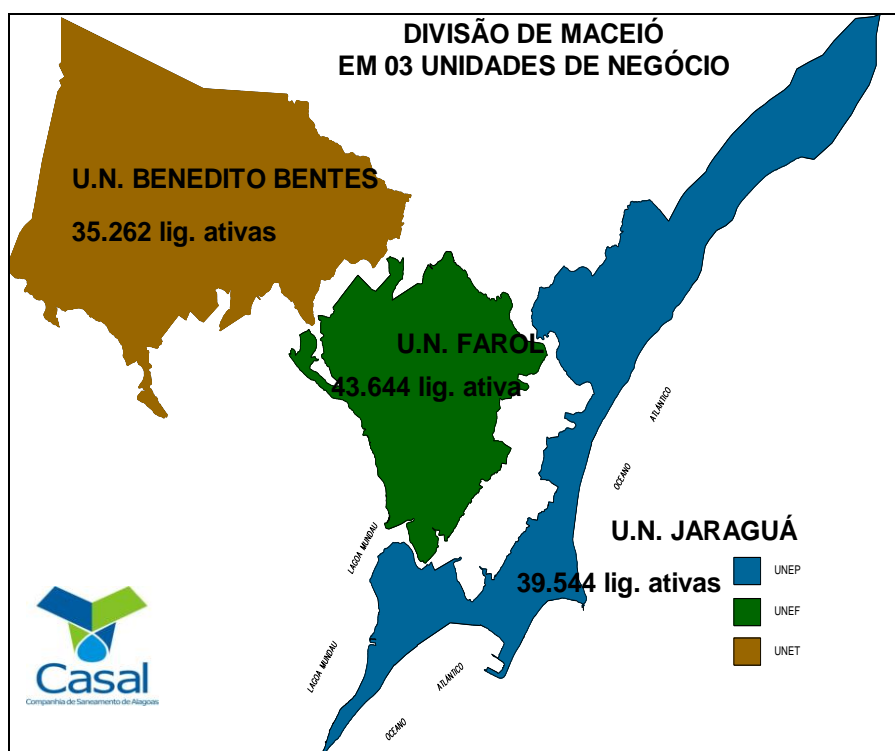 DIVISÃO DE MACEIÓ
EM 03 UNIDADES DE NEGÓCIO
U.N. BENEDITO BENTES
35.262 lig. ativas
U.N. FAROL
43.644 lig. ativa
ATLÂNTICO
OCEANO
U.N. JARAGUÁ
39.544 lig. ativas
UNEP
UNEF
UNET
LAGOA MUNDAU
LAGOA MUNDAU
ATLÂNTICO
OCEANO
Casal
Companhia de Saneamento de Alagoas